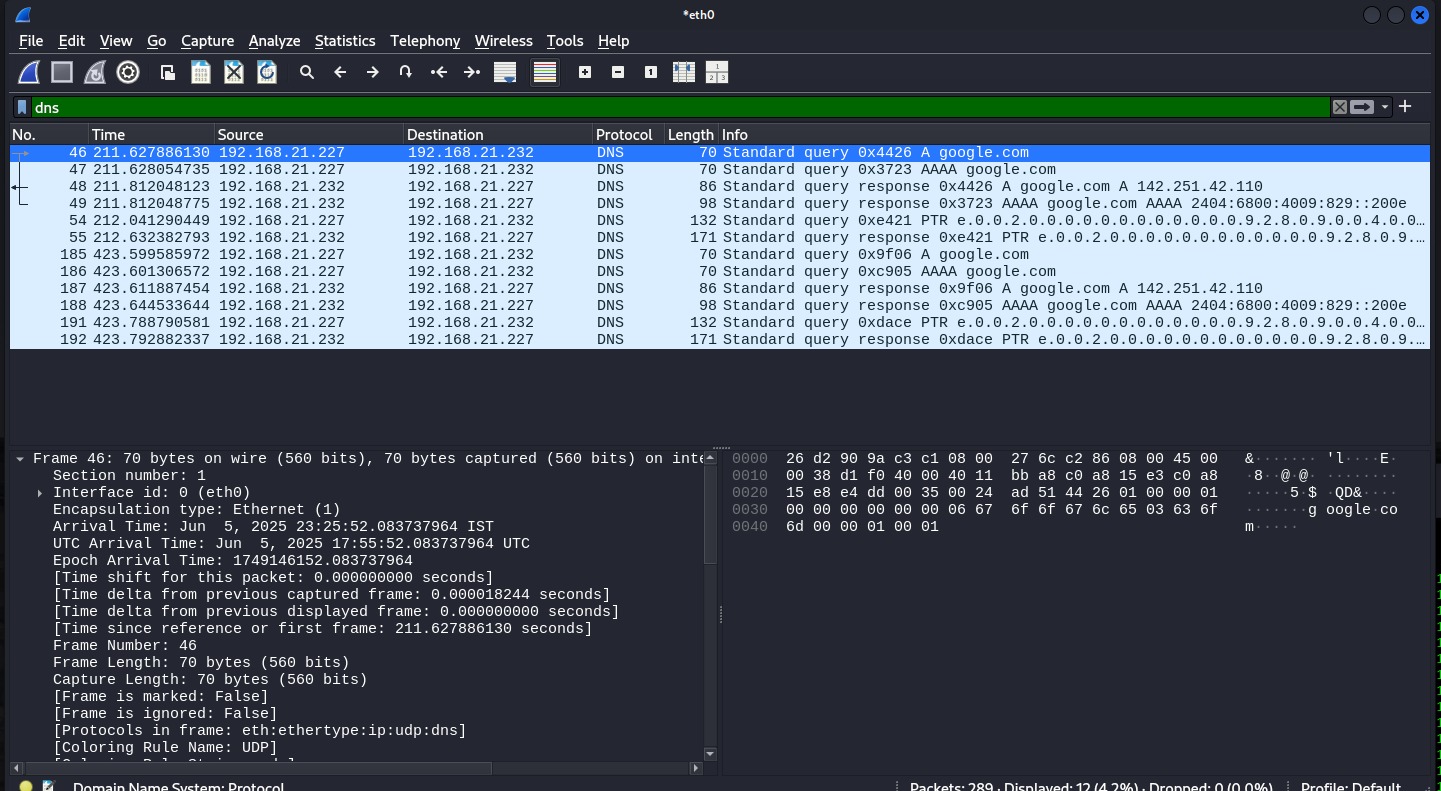 *eth0
File Edit View Go Capture Analyze Statistics Telephony Wireless Tools Help
dns
No. Time Source Destination Protocol Length Info
46 211.627886130 192.168.21.227 192.168.21.232 DNS 70 Standard query 0x4426 A google.com
47 211.628054735 192.168.21.227 192.168.21.232 DNS 70 Standard query 0x3723 AAAA google.com
48 211.812048123 192.168.21.232 192.168.21.227 DNS 86 Standard query response 0x4426 A google.com A 142.251.42.110
49 211.812048775 192.168.21.232 192.168.21.227 DNS 98 Standard query response 0x3723 AAAA google.com AAAA 2404:6800:4009:829::200e
54 212.041290449 192.168.21.227 192.168.21.232 DNS 132 Standard query 0xe421 PTR e.0.0.2.0.0.0.0.0.0.0.0.0.0.0.0.9.2.8.0.9.0.0.4.0.0…
55 212.632382793 192.168.21.232 192.168.21.227 DNS 171 Standard query response 0xe421 PTR e.0.0.2.0.0.0.0.0.0.0.0.0.0.0.0.9.2.8.0.9.…
185 423.599585972 192.168.21.227 192.168.21.232 DNS 70 Standard query 0x9f06 A google.com
186 423.601306572 192.168.21.227 192.168.21.232 DNS 70 Standard query 0xc905 AAAA google.com
187 423.611887454 192.168.21.232 192.168.21.227 DNS 86 Standard query response 0x9f06 A google.com A 142.251.42.110
188 423.644533644 192.168.21.232 192.168.21.227 DNS 98 Standard query response 0xc905 AAAA google.com AAAA 2404:6800:4009:829::200e
191 423.788790581 192.168.21.227 192.168.21.232 DNS 132 Standard query 0xdace PTR e.0.0.2.0.0.0.0.0.0.0.0.0.0.0.0.9.2.8.0.9.0.0.4.0.0…
192 423.792882337 192.168.21.232 192.168.21.227 DNS 171 Standard query response 0xdace PTR e.0.0.2.0.0.0.0.0.0.0.0.0.0.0.0.9.2.8.0.9.…
Frame 46: 70 bytes on wire (560 bits), 70 bytes captured (560 bits) on inte
Section number: 1
Interface id: 0 (eth0)
Encapsulation type: Ethernet (1)
Arrival Time: Jun  5, 2025 23:25:52.083737964 IST
UTC Arrival Time: Jun  5, 2025 17:55:52.083737964 UTC
Epoch Arrival Time: 1749146152.083737964
[Time shift for this packet: 0.000000000 seconds]
[Time delta from previous captured frame: 0.000018244 seconds]
[Time delta from previous displayed frame: 0.000000000 seconds]
[Time since reference or first frame: 211.627886130 seconds]
Frame Number: 46
Frame Length: 70 bytes (560 bits)
Capture Length: 70 bytes (560 bits)
[Frame is marked: False]
[Frame is ignored: False]
[Protocols in frame: eth:ethertype:ip:udp:dns]
[Coloring Rule Name: UDP]
0000 26 d2 90 9a c3 c1 08 00 27 6c c2 86 08 00 45 00 &······· 'l····E·
0010 00 38 d1 f0 40 00 40 11 bb a8 c0 a8 15 e3 c0 a8 ·8··@·@· ········
0020 15 e8 e4 dd 00 35 00 24 ad 51 44 26 01 00 00 01 ·····5·$ ·QD&····
0030 00 00 00 00 00 00 06 67 6f 6f 67 6c 65 03 63 6f ·······g oogle·co
0040 6d 00 00 01 00 01 m·····
Domain Name System: Protocol
Packets: 289 · Displayed: 12 (4.2%) · Dropped: 0 (0.0%)
Profile: Default